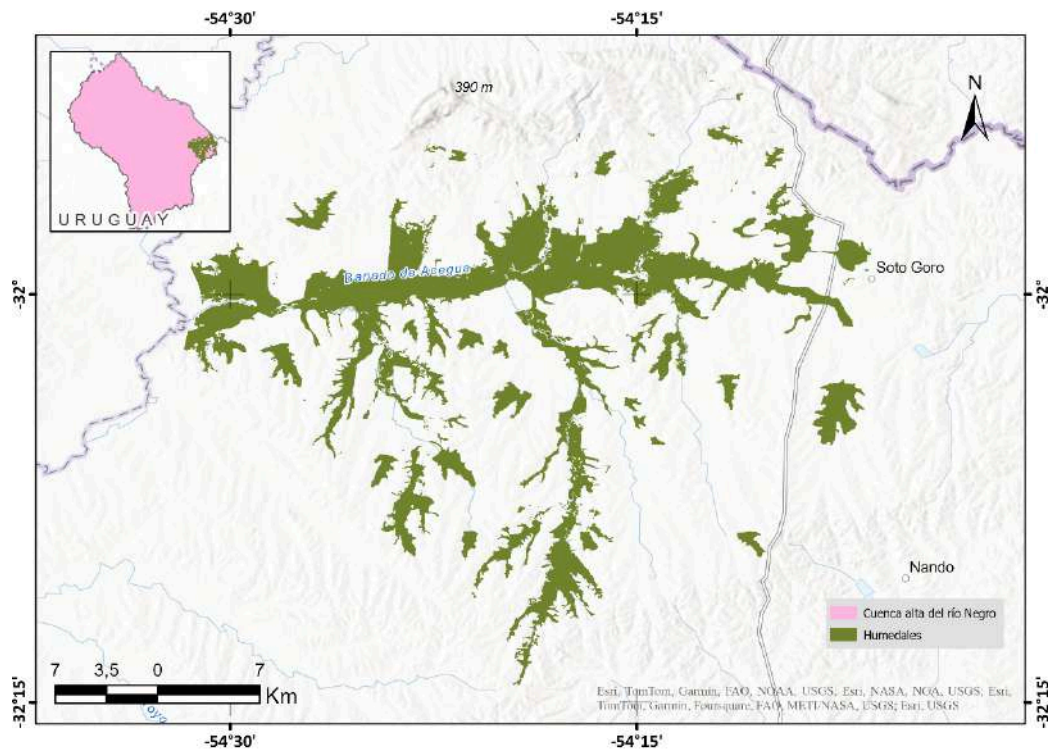 -54°30'
-54°15'
390 m
N
URUGUAY
Bañado de Acegua
Soto Goro
-32°
-32°
Nando
Cuenca alta del río Negro
Humedales
7
3,5
0
7
Km
Esri, TomTom, Garmin, FAO, NOAA, USGS, Esri, NASA, NGA, USGS, Esri,
TomTom, Garmin, Foursquare, FAO, METI/NASA, USGS; Esri, USGS
-32°15'
-32°15'
-54°30'
-54°15'